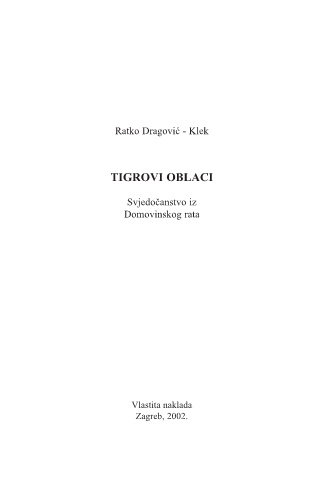 Ratko Dragović - Klek
TIGROVI OBLACI
Svjedočanstvo iz
Domovinskog rata
Vlastita naklada
Zagreb, 2002.